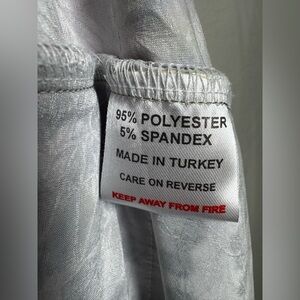 95% POLYESTER
5% SPANDEX
MADE IN TURKEY
CARE ON REVERSE
KEEP AWAY FROM FIRE